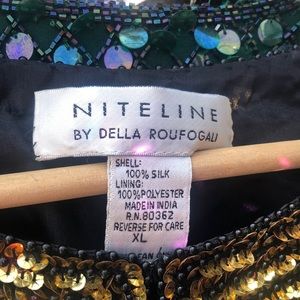 NITELINE
BY DELLA ROUFOGALI
SHELL:
100% SILK
LINING:
100%POLYESTER
MADE IN INDIA
R.N. 80362
REVERSE FOR CARE
XL